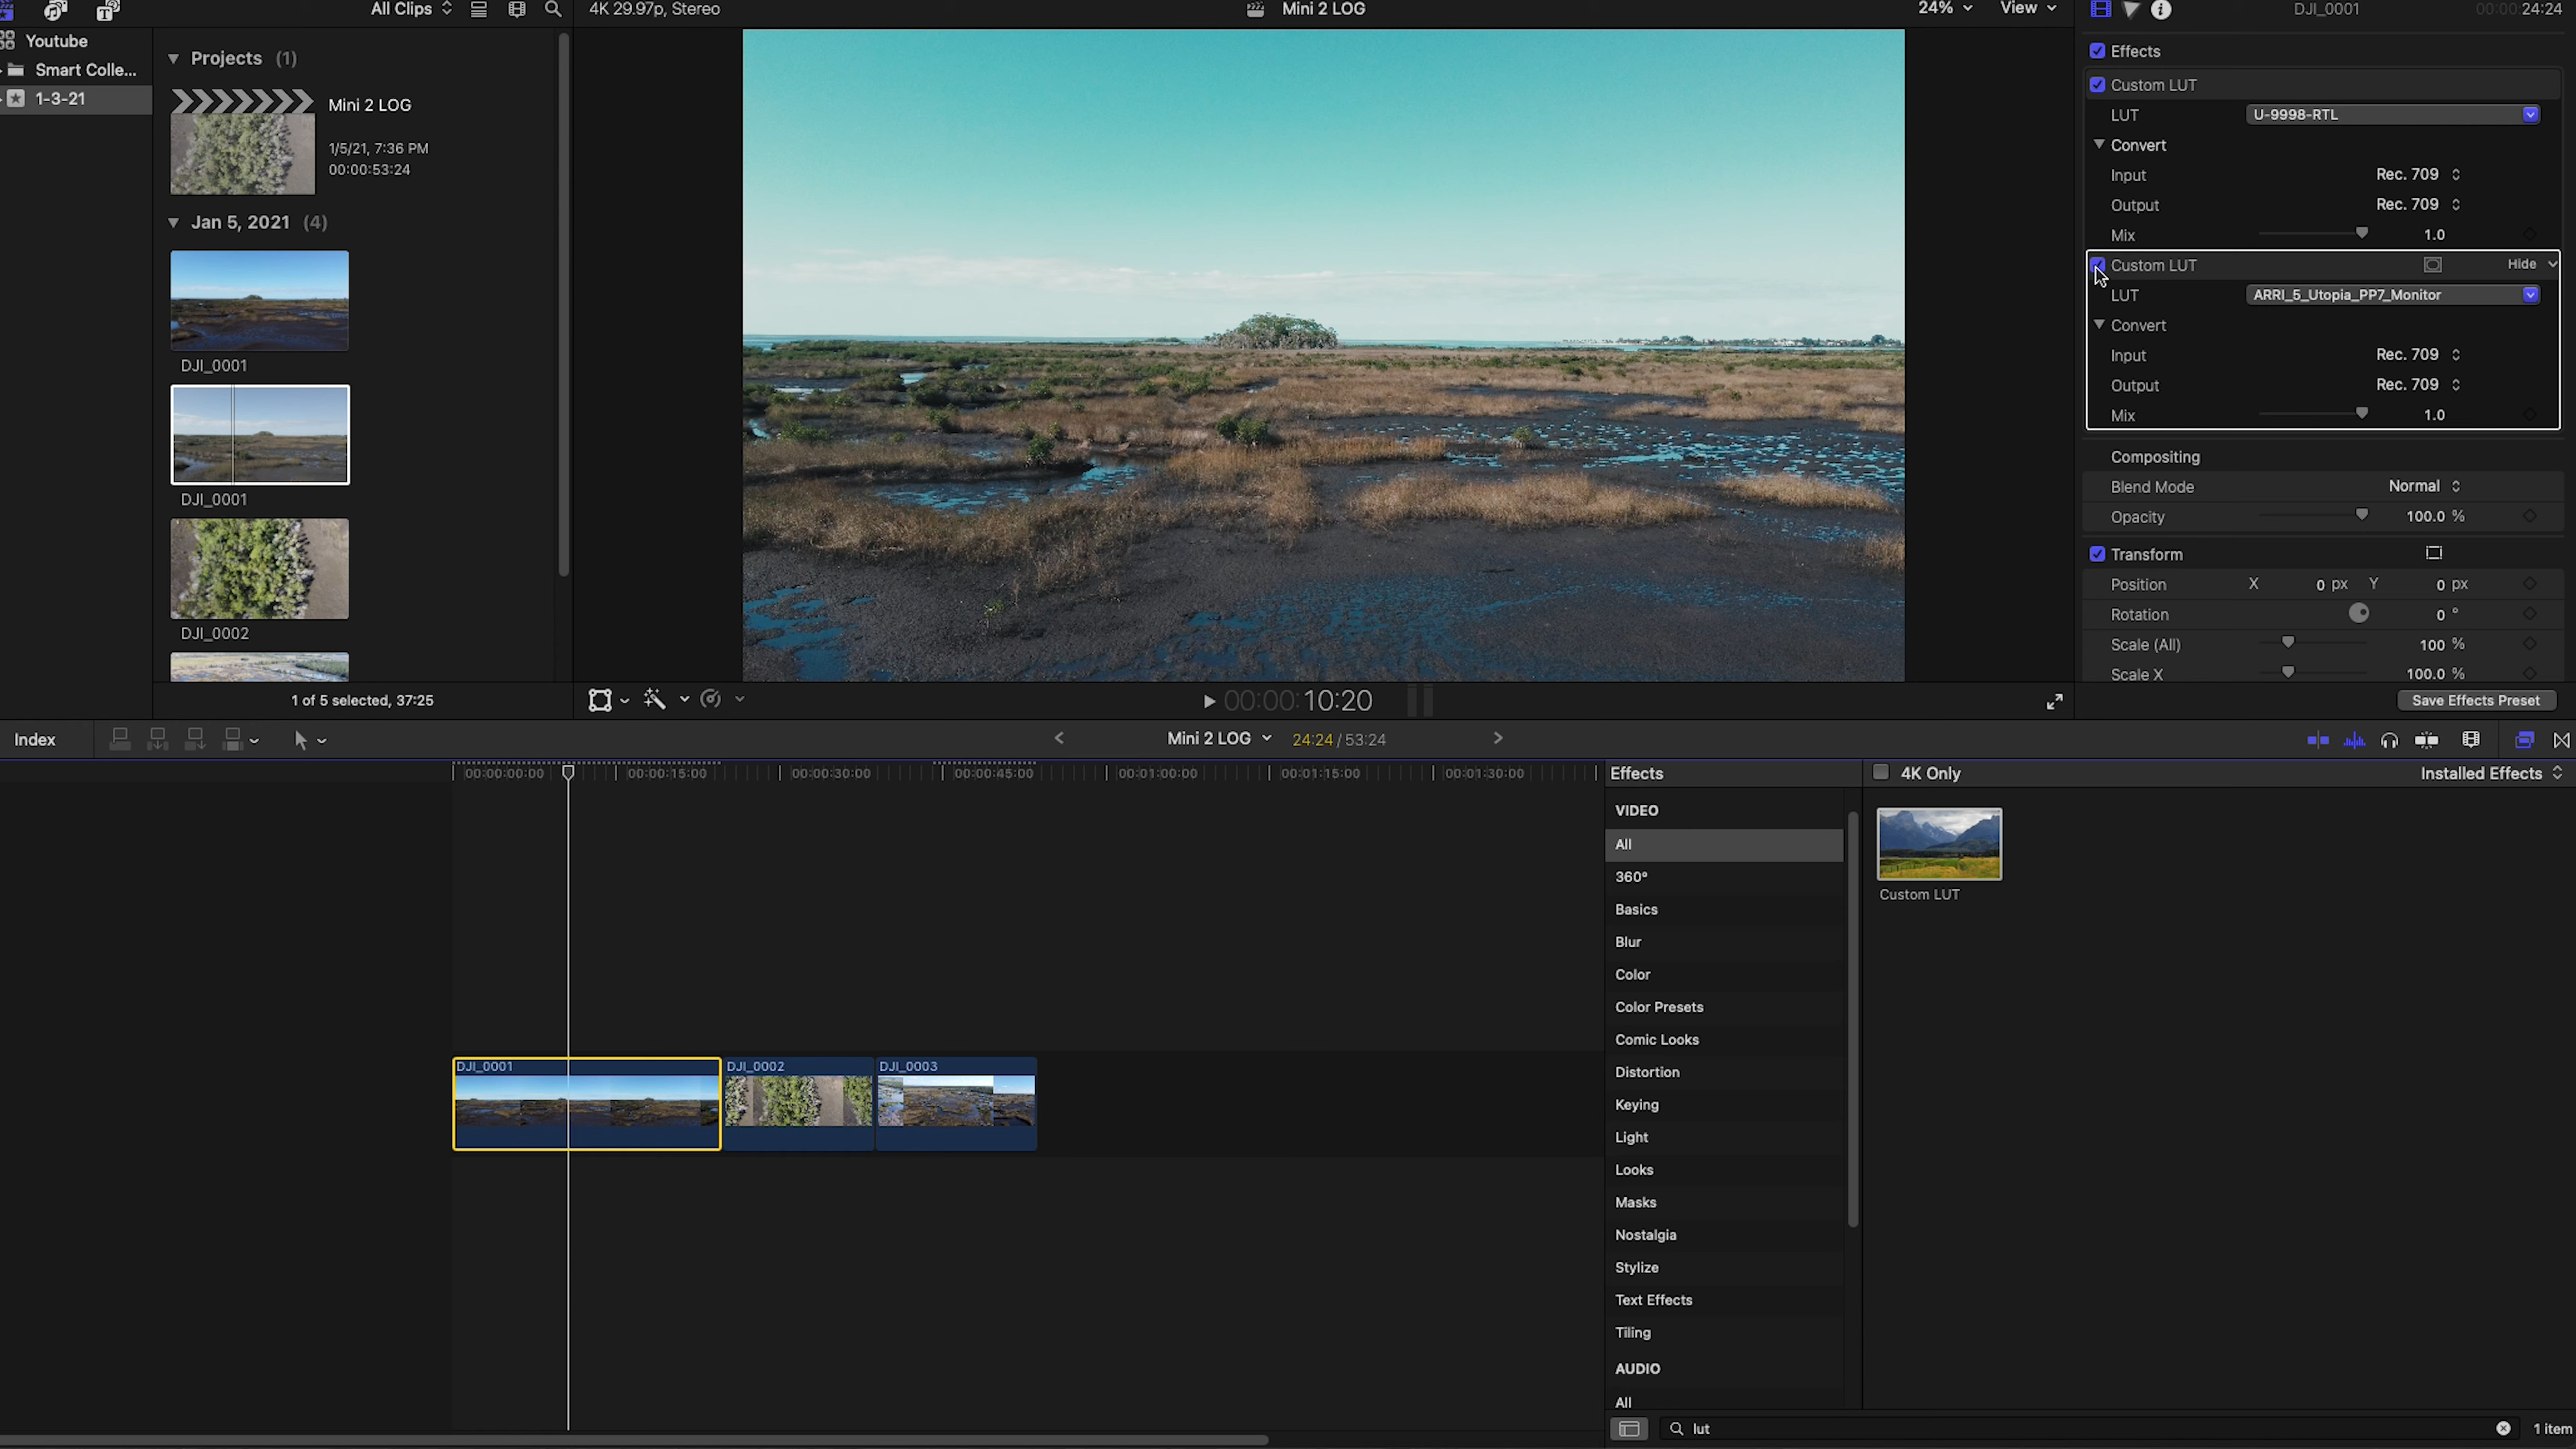 All Clips
4K 29.97p, Stereo
Mini 2 LOG
24%
View
DJI_0001
00:00:24:24
Youtube
Smart Colle...
1-3-21
Projects (1)
Mini 2 LOG
1/5/21, 7:36 PM
00:00:53:24
Jan 5, 2021 (4)
DJI_0001
DJI_0001
DJI_0002
1 of 5 selected, 37:25
00:00:10:20
Effects
Custom LUT
LUT U-9998-RTL
Convert
Input Rec. 709
Output Rec. 709
Mix 1.0
Custom LUT Hide
LUT ARRI_5_Utopia_PP7_Monitor
Convert
Input Rec. 709
Output Rec. 709
Mix 1.0
Compositing
Blend Mode Normal
Opacity 100.0 %
Transform
Position X 0 px Y 0 px
Rotation 0 °
Scale (All) 100 %
Scale X 100.0 %
Save Effects Preset
Index
Mini 2 LOG
24:24 / 53:24
00:00:00:00
00:00:15:00
00:00:30:00
00:00:45:00
00:01:00:00
00:01:15:00
00:01:30:00
DJI_0001
DJI_0002
DJI_0003
Effects
4K Only
Installed Effects
VIDEO
All
360°
Basics
Blur
Color
Color Presets
Comic Looks
Distortion
Keying
Light
Looks
Masks
Nostalgia
Stylize
Text Effects
Tiling
AUDIO
All
Custom LUT
lut
1 item